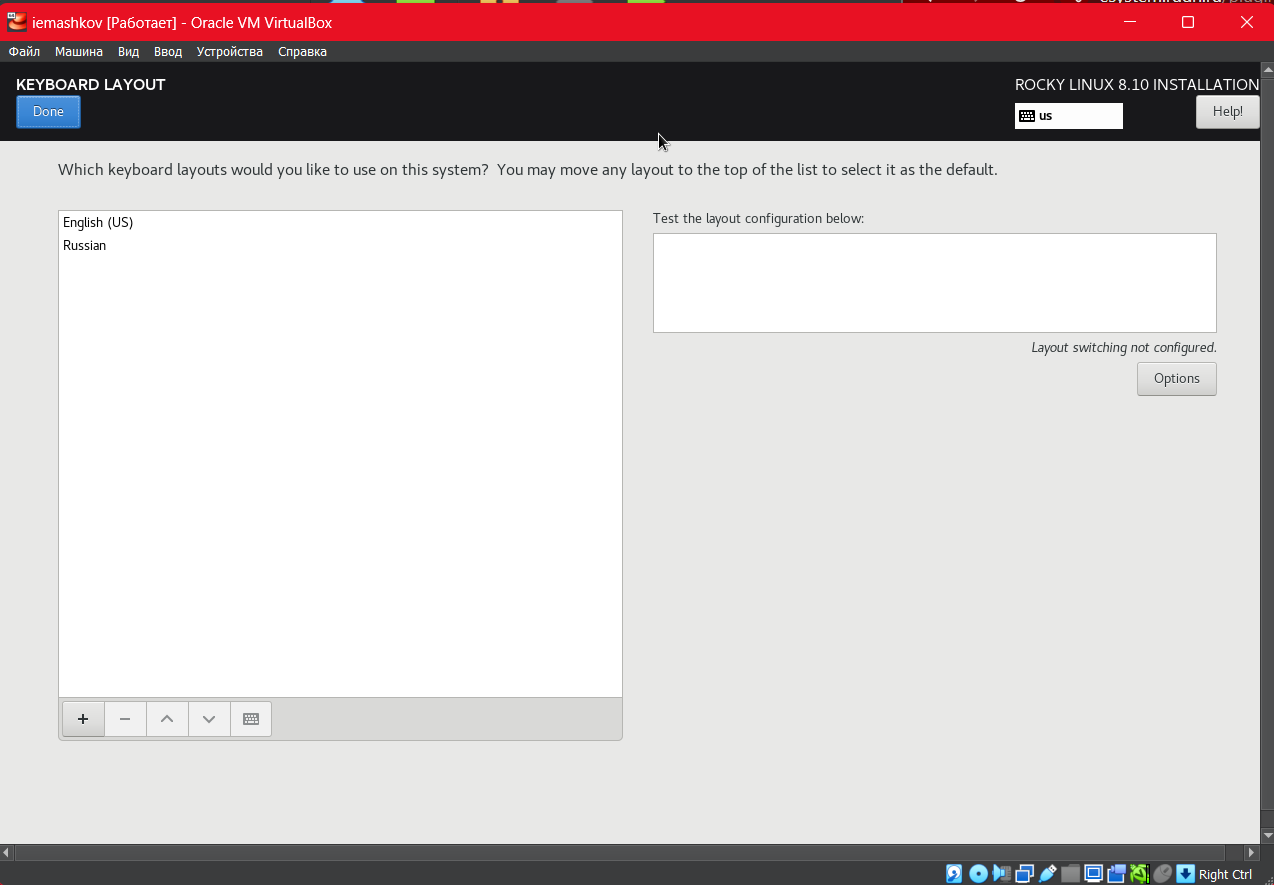 iemashkov [Работает] - Oracle VM VirtualBox
Файл Машина Вид Ввод Устройства Справка
KEYBOARD LAYOUT
ROCKY LINUX 8.10 INSTALLATION
Done
us
Help!
Which keyboard layouts would you like to use on this system? You may move any layout to the top of the list to select it as the default.
English (US)
Russian
Test the layout configuration below:
Layout switching not configured.
Options
Right Ctrl